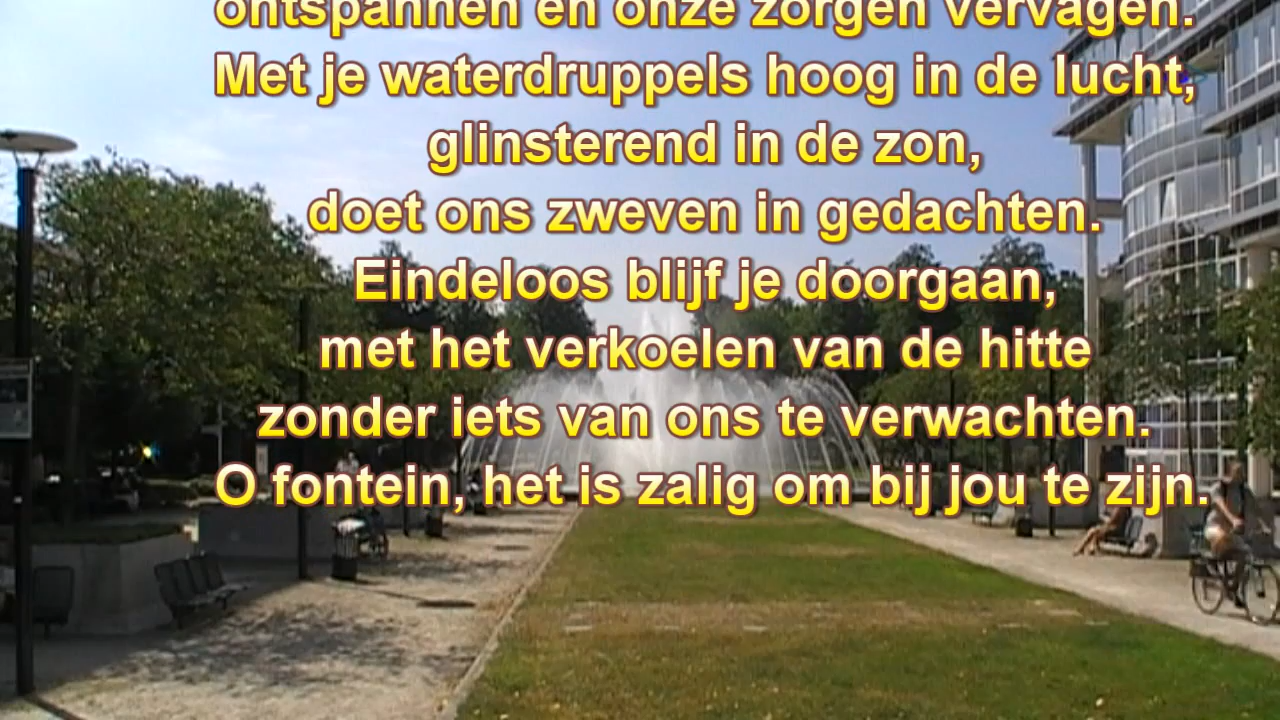 ontspannen en onze zorgen vervagen.
Met je waterdruppels hoog in de lucht,
glinsterend in de zon,
doet ons zweven in gedachten.
Eindeloos blijf je doorgaan,
met het verkoelen van de hitte
zonder iets van ons te verwachten.
O fontein, het is zalig om bij jou te zijn.